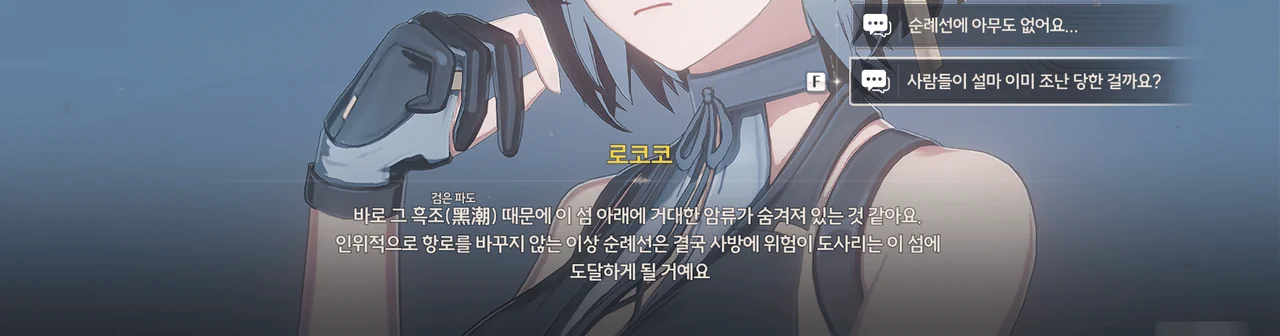 순례선에 아무도 없어요...
F
사람들이 설마 이미 조난 당한 걸까요?
로코코
검은 파도
바로 그 흑조(黑潮) 때문에 이 섬 아래에 거대한 암류가 숨겨져 있는 것 같아요.
인위적으로 항로를 바꾸지 않는 이상 순례선은 결국 사방에 위험이 도사리는 이 섬에
도달하게 될 거예요